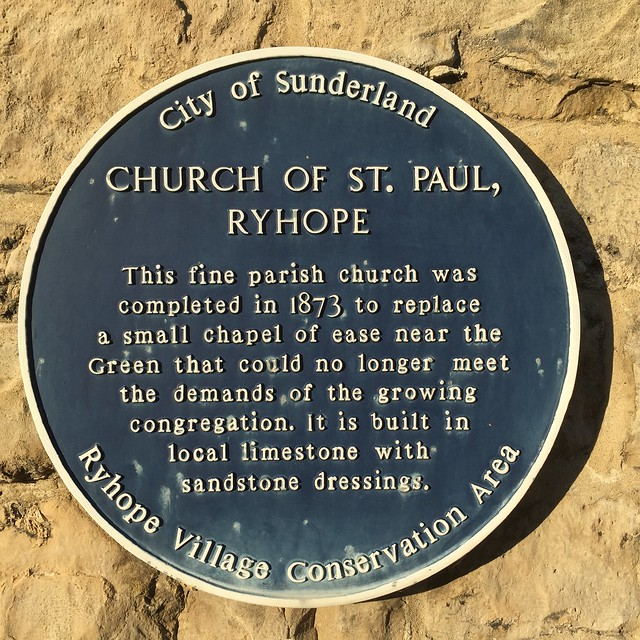 City of Sunderland
CHURCH OF ST. PAUL,
RYHOPE
This fine parish church was
completed in 1873 to replace
a small chapel of ease near the
Green that could no longer meet
the demands of the growing
congregation. It is built in
local limestone with
sandstone dressings.
Ryhope Village Conservation Area